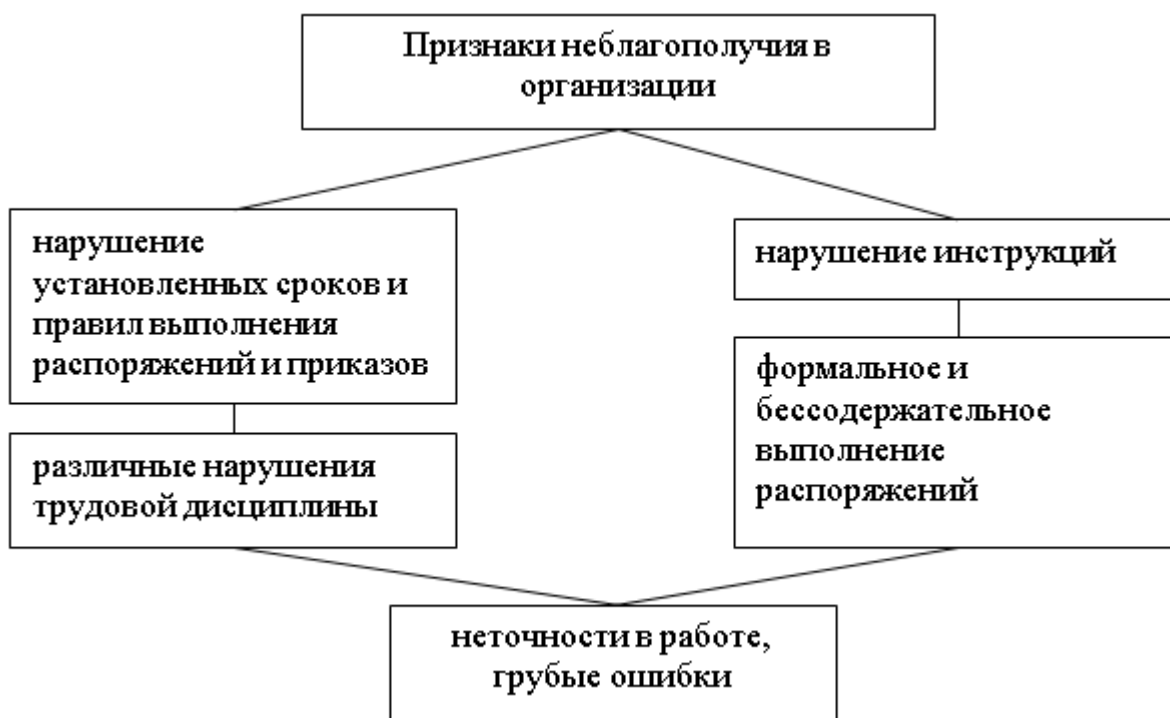 Признаки неблагополучия в
организации
нарушение
установленных сроков и
правил выполнения
распоряжений и приказов
различные нарушения
трудовой дисциплины
нарушение инструкций
формальное и
бессодержательное
выполнение
распоряжений
неточности в работе,
грубые ошибки